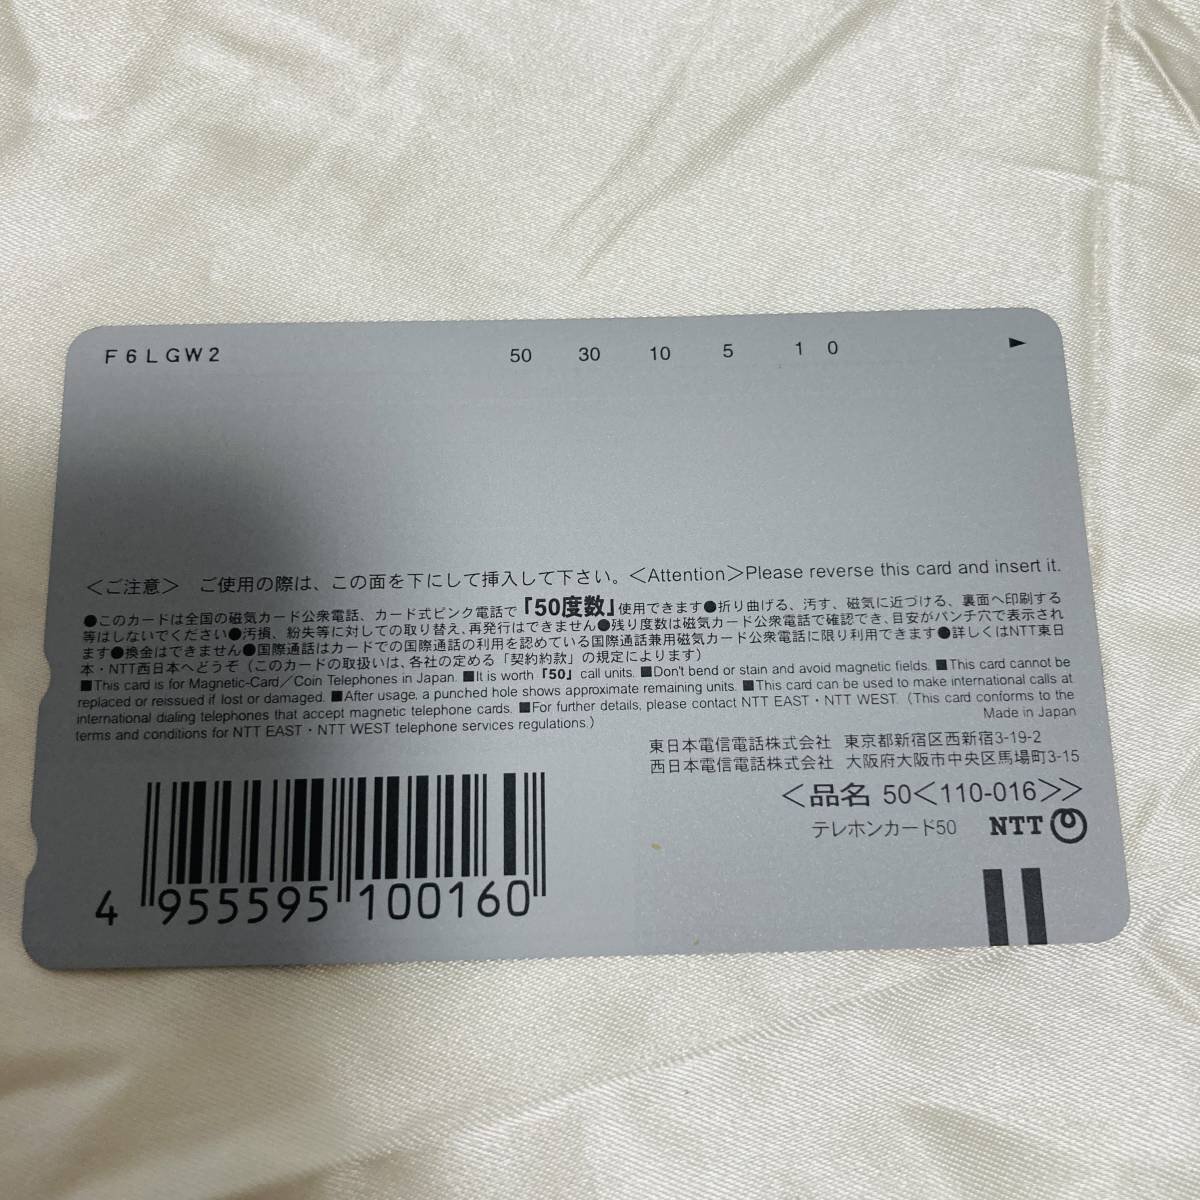 F6LGW2 50 30 10 5 1 0 ►
＜ご注意＞ ご使用の際は、この面を下にして挿入して下さい。＜Attention＞Please reverse this card and insert it.
●このカードは全国の磁気カード公衆電話、カード式ピンク電話で「50度数」使用できます●折り曲げる、汚す、磁気に近づける、裏面へ印刷する
等はしないでください●汚損、紛失等に対しての取り替え、再発行はできません●残り度数は磁気カード公衆電話で確認でき、目安がパンチ穴で表示され
ます●換金はできません●国際通話はカードでの国際通話の利用を認めている国際通話兼用磁気カード公衆電話に限り利用できます●詳しくはNTT東日
本・NTT西日本へどうぞ（このカードの取扱いは、各社の定める「契約約款」の規定によります）
■This card is for Magnetic-Card／Coin Telephones in Japan. ■It is worth「50」call units. ■Don't bend or stain and avoid magnetic fields. ■This card cannot be
replaced or reissued if lost or damaged. ■After usage, a punched hole shows approximate remaining units. ■This card can be used to make international calls at
international dialing telephones that accept magnetic telephone cards. ■For further details, please contact NTT EAST・NTT WEST.（This card conforms to the
terms and conditions for NTT EAST・NTT WEST telephone services regulations.）
Made in Japan
東日本電信電話株式会社 東京都新宿区西新宿3-19-2
西日本電信電話株式会社 大阪府大阪市中央区馬場町3-15
＜品名 50＜110-016＞＞
テレホンカード50 NTT
4 955595 100160